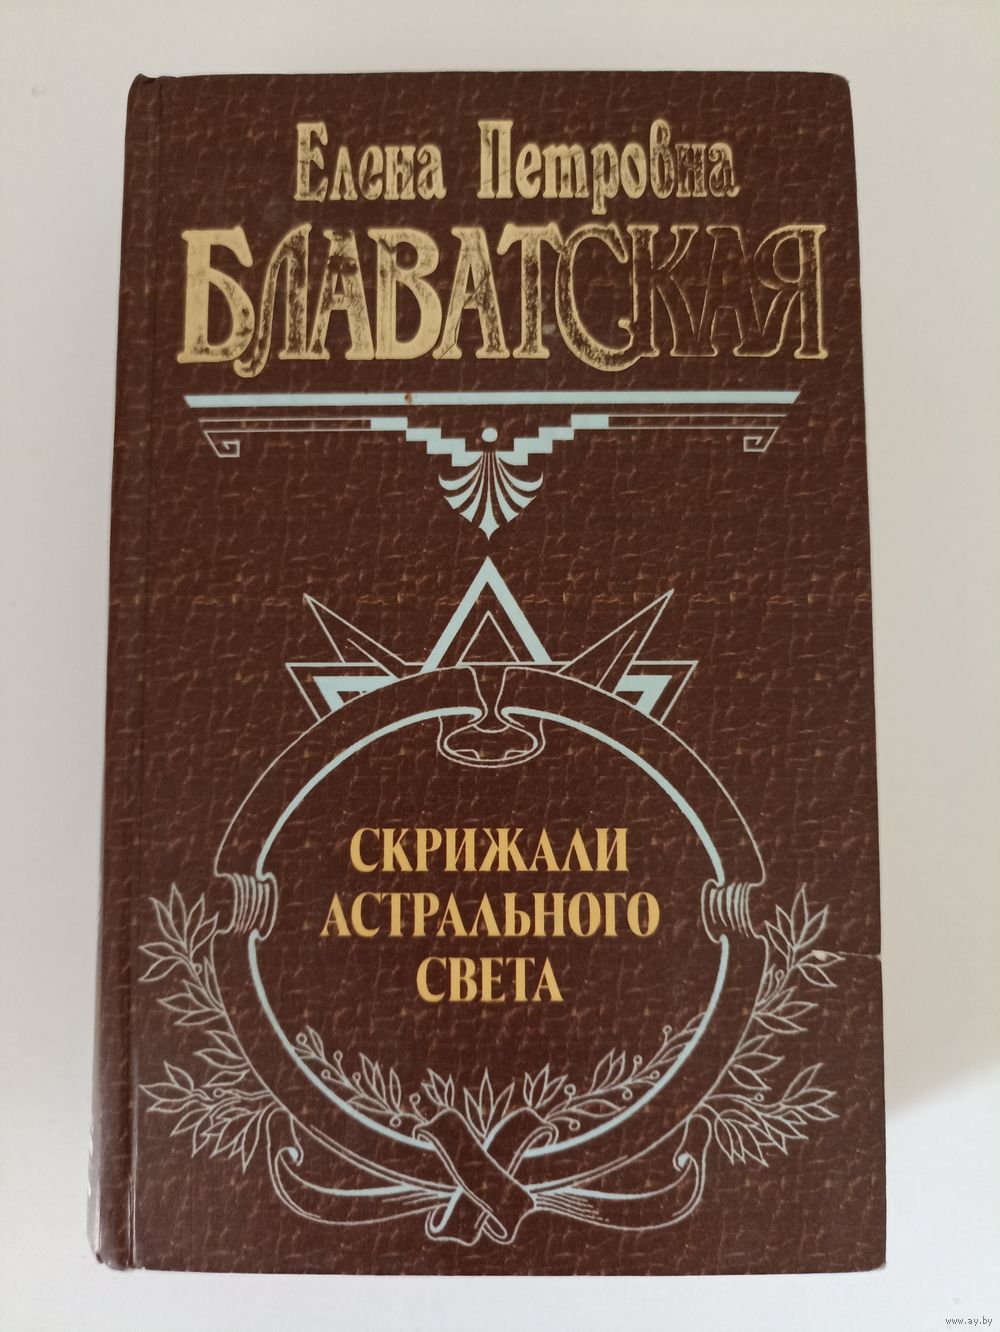 Елена Петровна
БЛАВАТСКАЯ
СКРИЖАЛИ
АСТРАЛЬНОГО
СВЕТА
www.ay.by